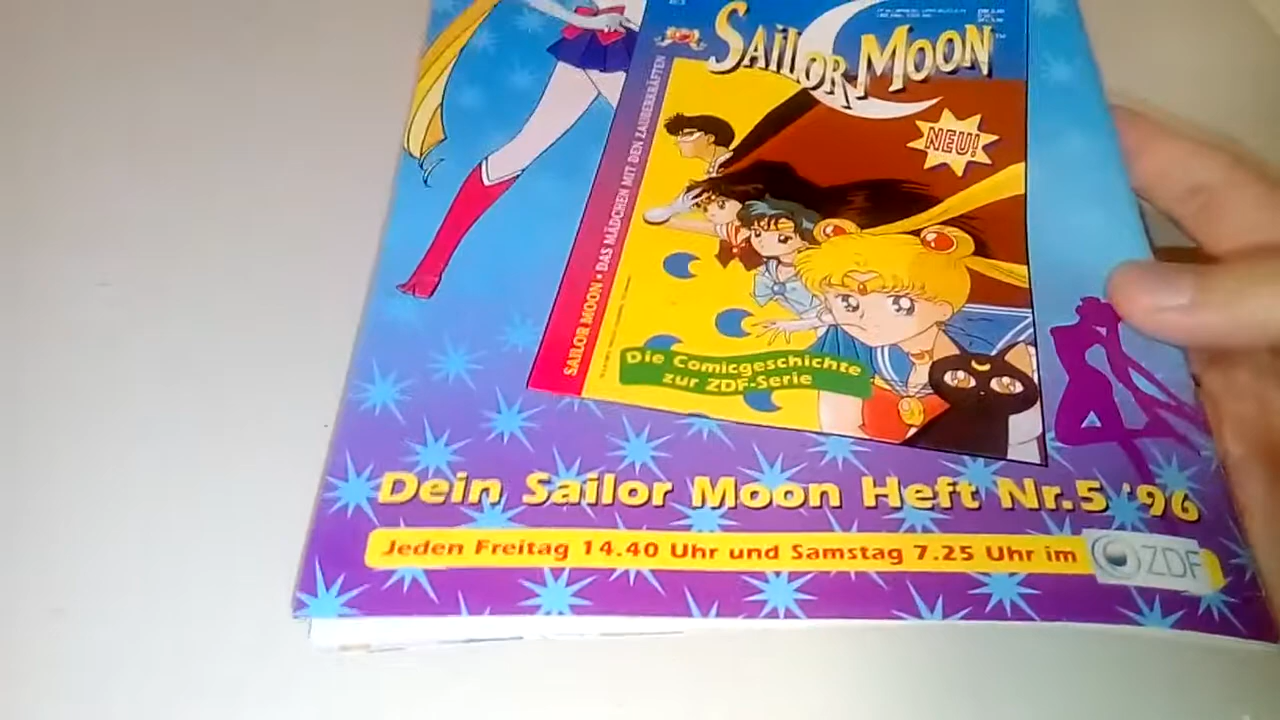 SAILOR MOON
NEU!
SAILOR MOON • DAS MÄDCHEN MIT DEN ZAUBERKRÄFTEN
Die Comicgeschichte
zur ZDF-Serie
Dein Sailor Moon Heft Nr.5 '96
Jeden Freitag 14.40 Uhr und Samstag 7.25 Uhr im ZDF